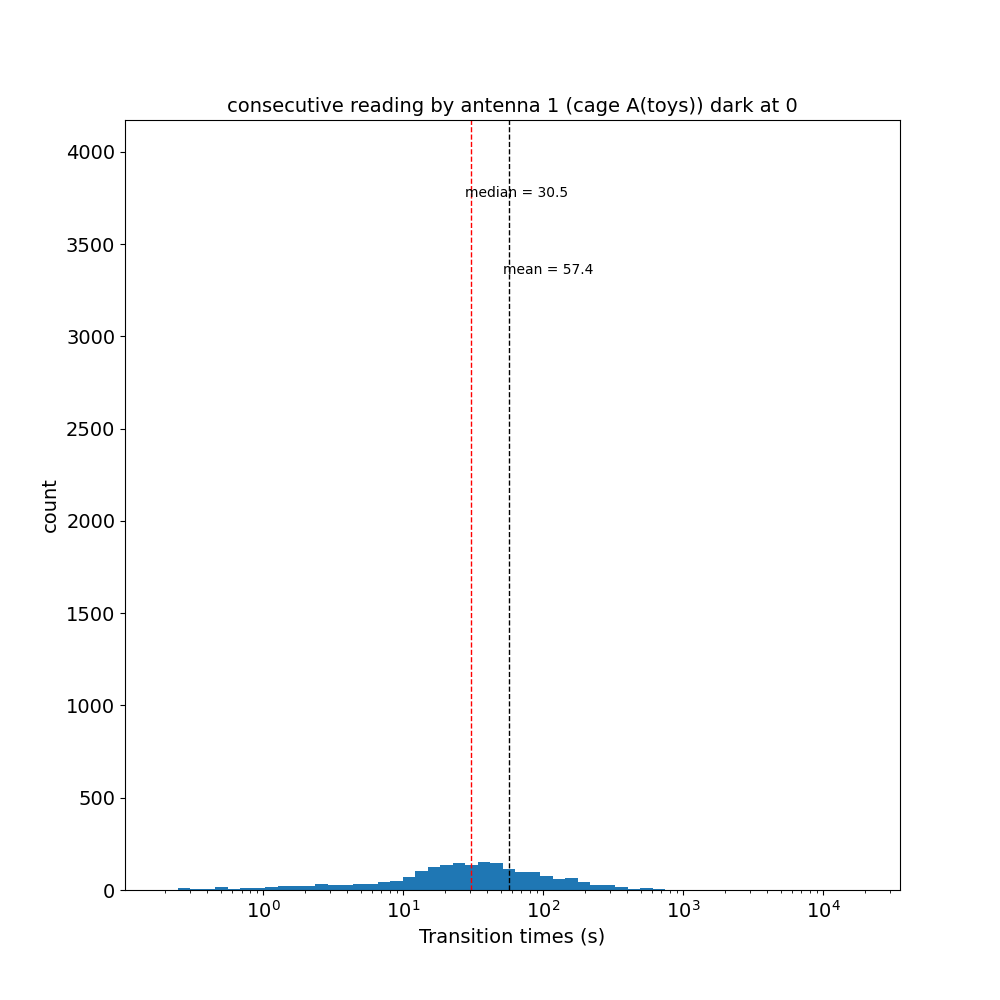 consecutive reading by antenna 1 (cage A(toys)) dark at 0
4000
median = 30.5
3500
mean = 57.4
3000
2500
count
2000
1500
1000
500
0
10⁰ 10¹ 10² 10³ 10⁴
Transition times (s)